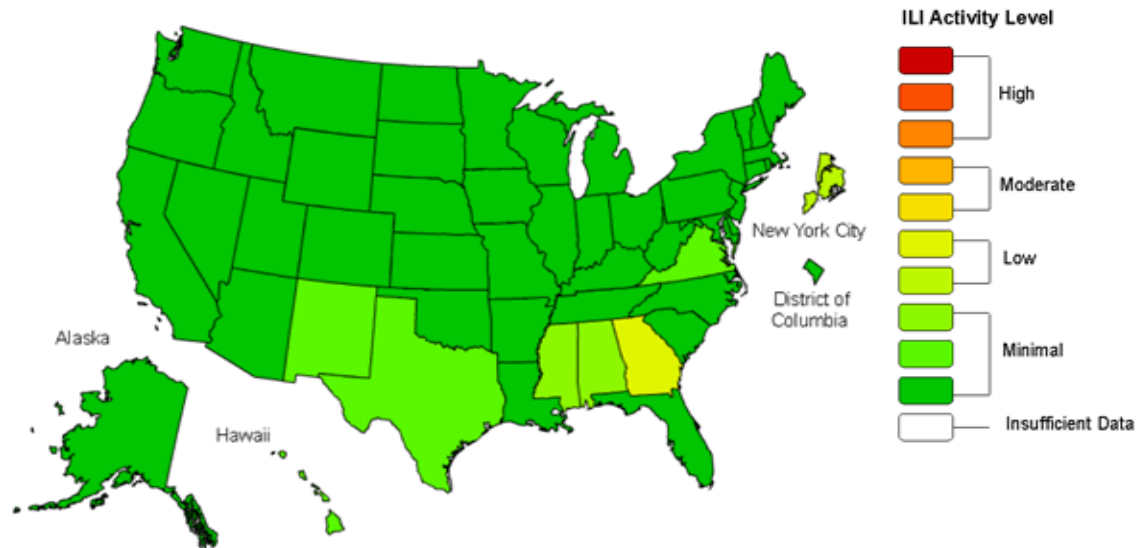 ILI Activity Level
High
Moderate
Low
Minimal
Insufficient Data
New York City
District of
Columbia
Alaska
Hawaii